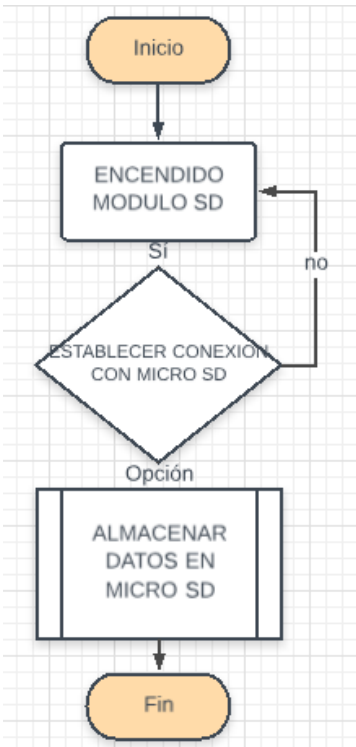 Inicio
ENCENDIDO
MODULO SD
Sí
no
ESTABLECER CONEXION
CON MICRO SD
Opción
ALMACENAR
DATOS EN
MICRO SD
Fin